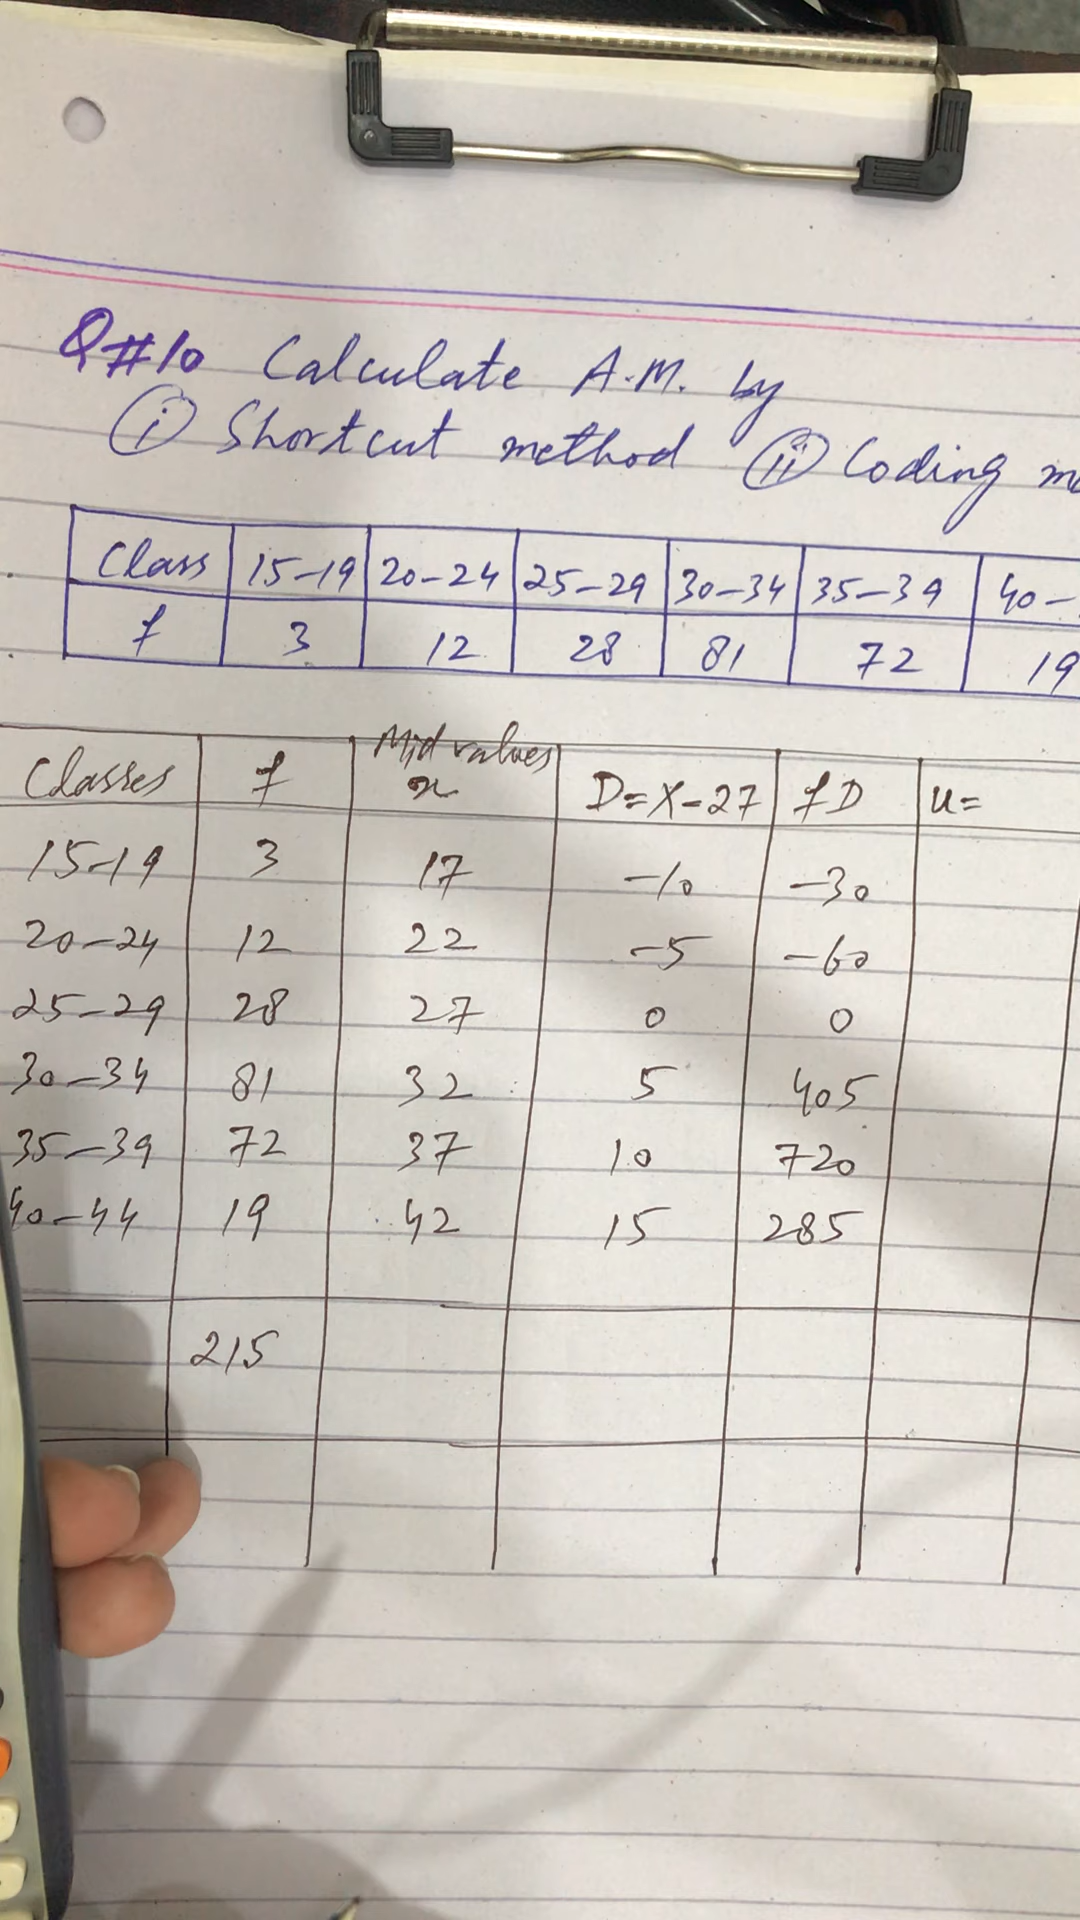 Q#10 Calculate A.M. by
(i) Shortcut method (ii) Coding
Class 15-19 20-24 25-29 30-34 35-39 40-
f 3 12 28 81 72 19
Classes f Mid values x D=X-27 fD u=
15-19 3 17 -10 -30
20-24 12 22 -5 -60
25-29 28 27 0 0
30-34 81 32 5 405
35-39 72 37 10 720
40-44 19 42 15 285
215